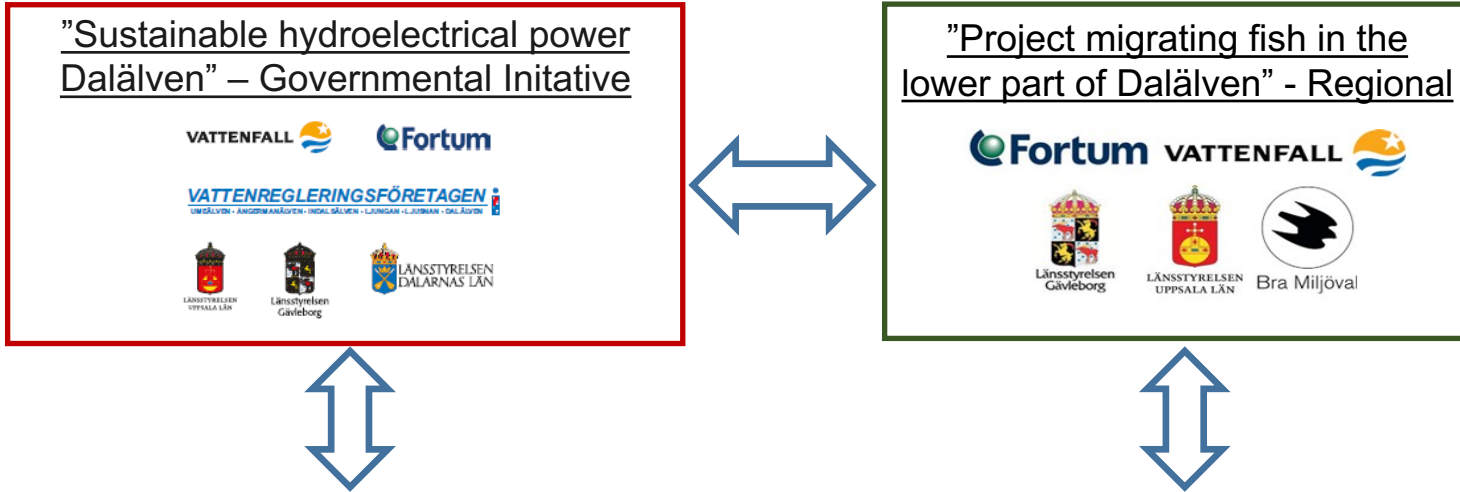 ”Sustainable hydroelectrical power
Dalälven” – Governmental Initative
VATTENFALL
Fortum
VATTENREGLERINGSFÖRETAGEN
UMEÄLVEN • ÅNGERMANÄLVEN • INDALSÄLVEN • LJUNGAN • LJUSNAN • DALÄLVEN
LÄNSSTYRELSEN
UPPSALA LÄN
Länsstyrelsen
Gävleborg
LÄNSSTYRELSEN
DALARNAS LÄN
”Project migrating fish in the
lower part of Dalälven” - Regional
Fortum
VATTENFALL
Länsstyrelsen
Gävleborg
LÄNSSTYRELSEN
UPPSALA LÄN
Bra Miljöval